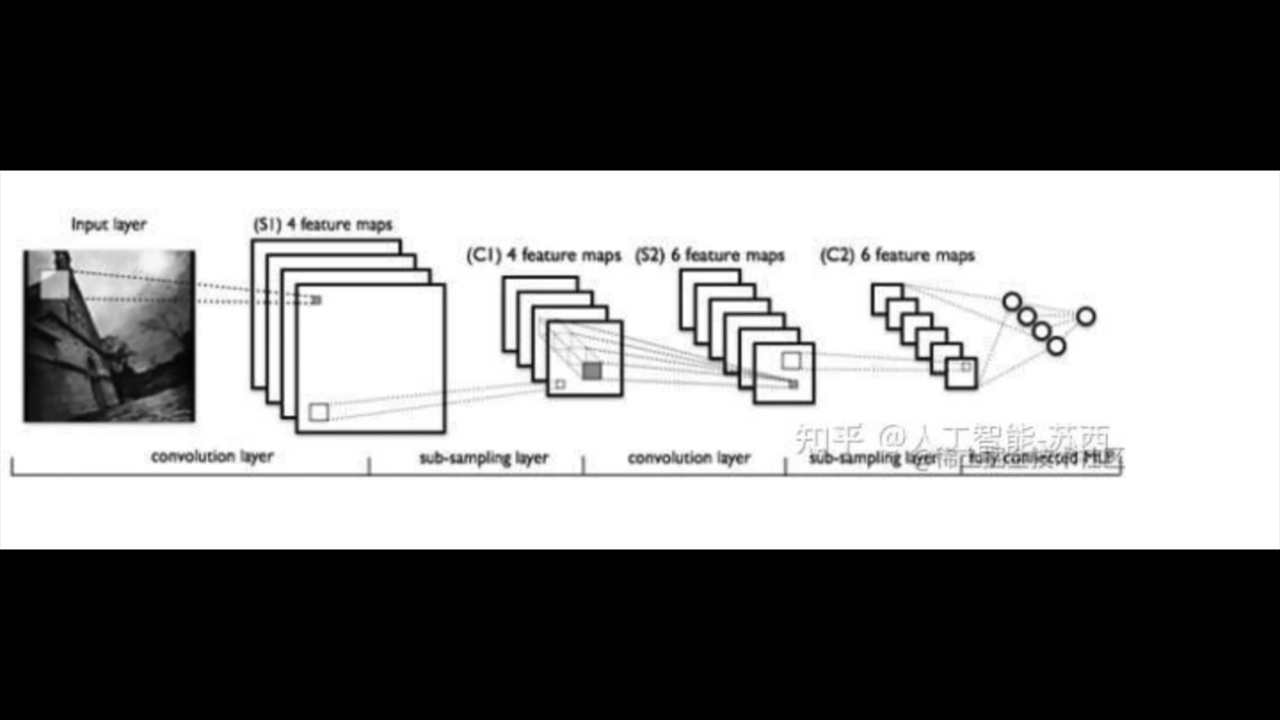 Input layer
(S1) 4 feature maps
(C1) 4 feature maps
(S2) 6 feature maps
(C2) 6 feature maps
convolution layer
sub-sampling layer
convolution layer
sub-sampling layer
fully connected MLP
知乎 @人工智能-苏西